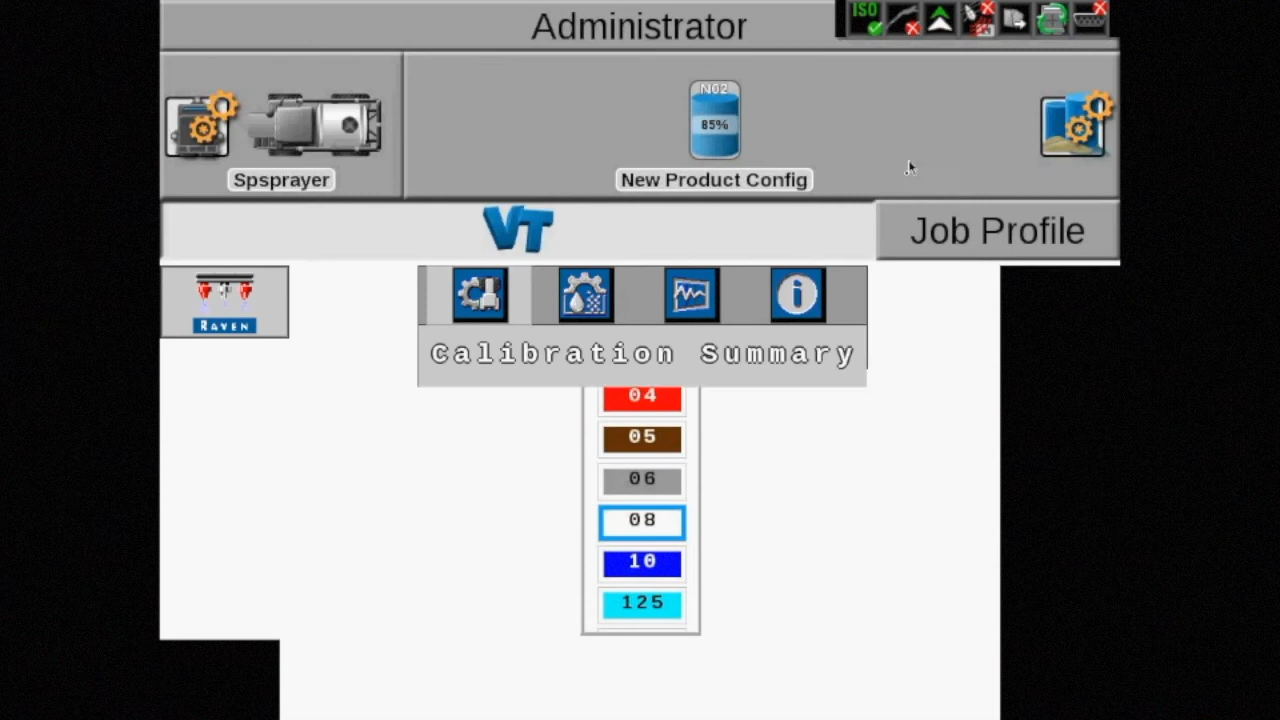 Administrator
ISO
N02
85%
Spsprayer
New Product Config
VT
Job Profile
RAVEN
Calibration Summary
04
05
06
08
10
125